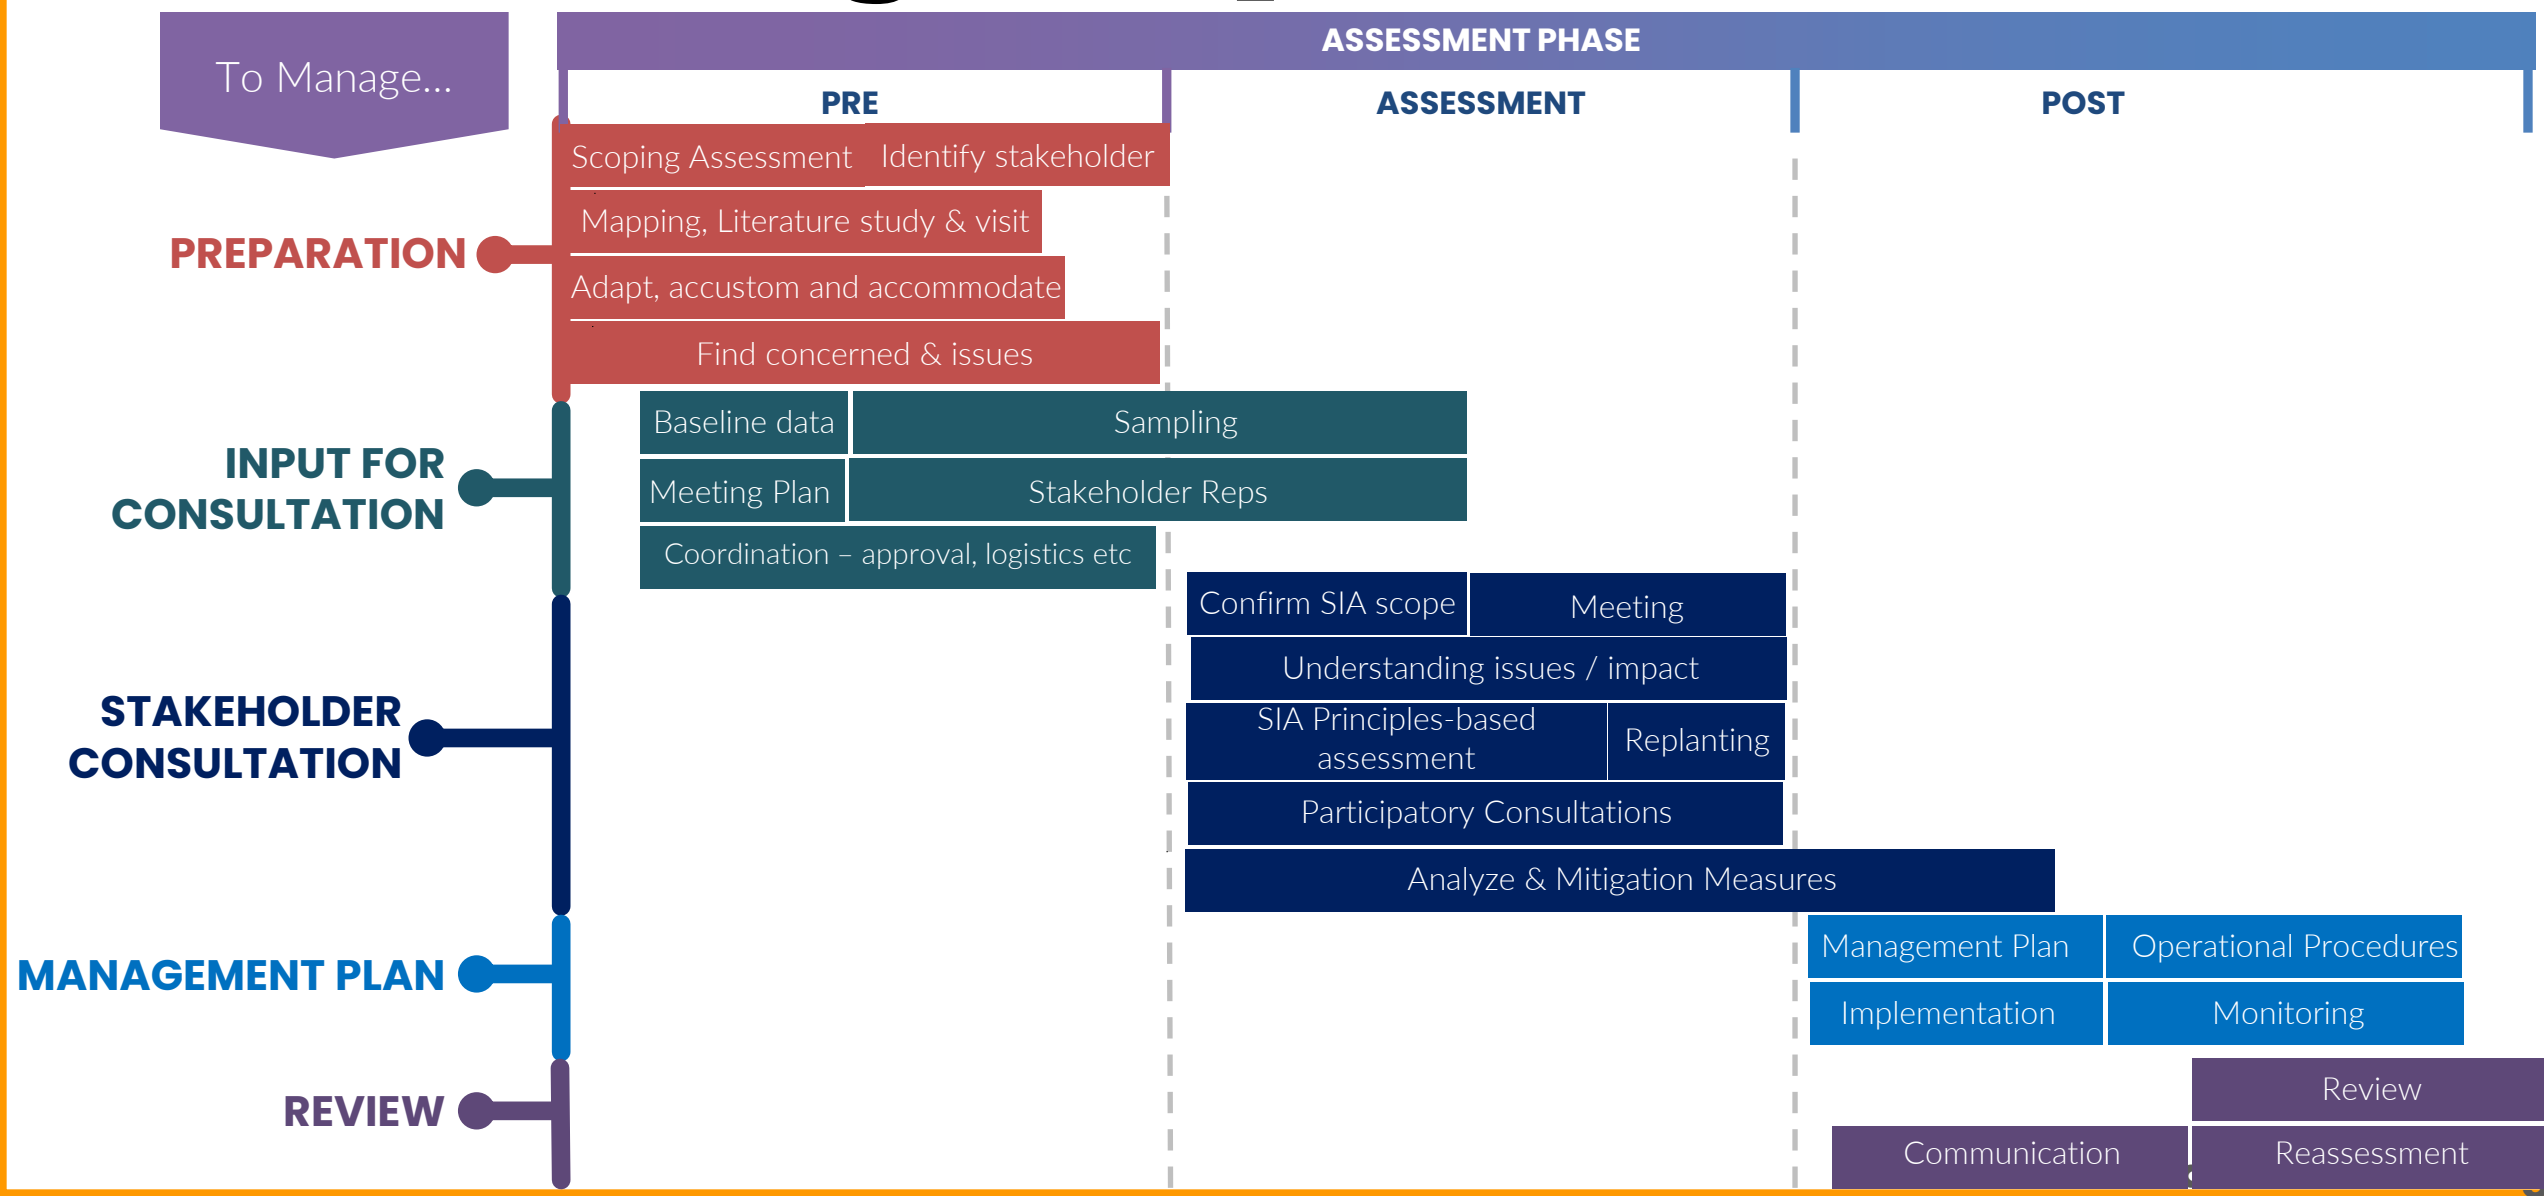 To Manage...
ASSESSMENT PHASE
PRE
ASSESSMENT
POST
PREPARATION
Scoping Assessment
Identify stakeholder
Mapping, Literature study & visit
Adapt, accustom and accommodate
Find concerned & issues
INPUT FOR
CONSULTATION
Baseline data
Sampling
Meeting Plan
Stakeholder Reps
Coordination – approval, logistics etc
STAKEHOLDER
CONSULTATION
Confirm SIA scope
Meeting
Understanding issues / impact
SIA Principles-based
assessment
Replanting
Participatory Consultations
Analyze & Mitigation Measures
MANAGEMENT PLAN
Management Plan
Operational Procedures
Implementation
Monitoring
REVIEW
Review
Communication
Reassessment